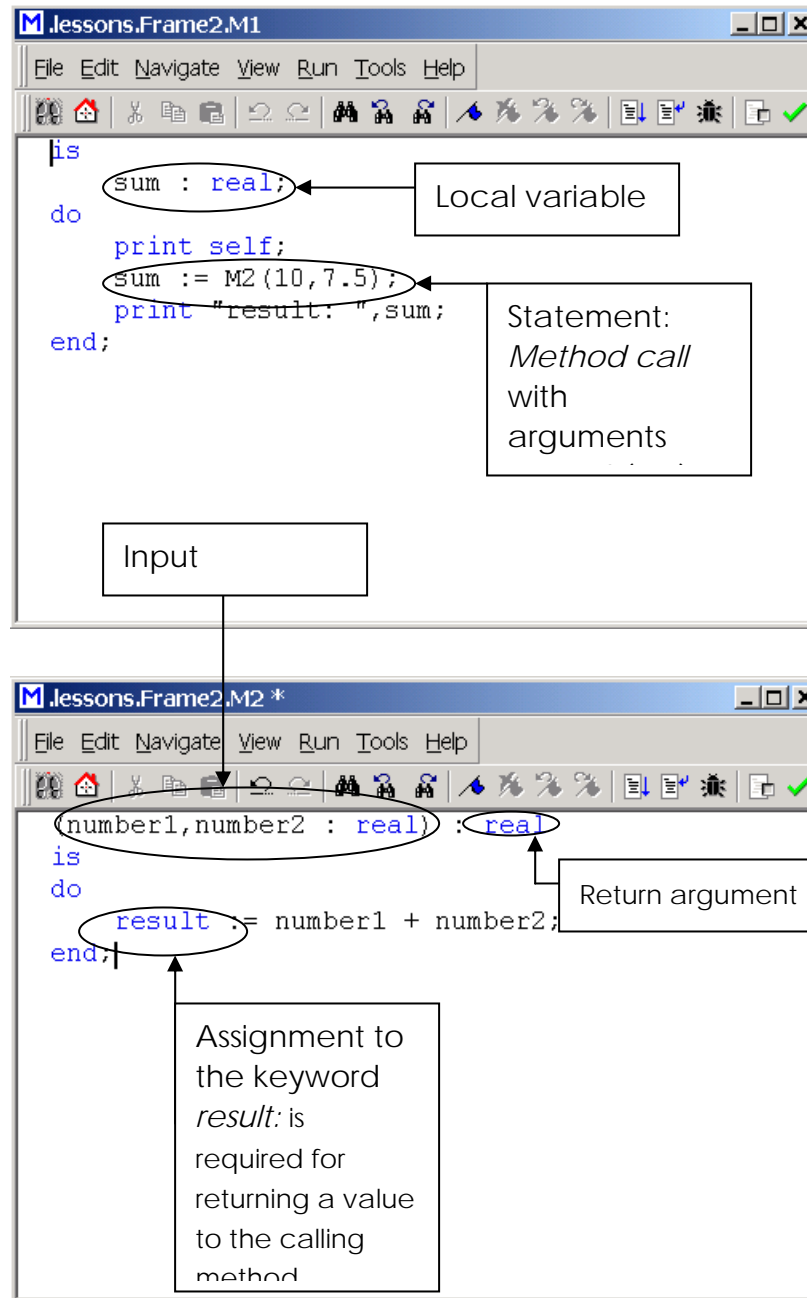 .lessons.Frame2.M1
File Edit Navigate View Run Tools Help
is
sum : real;
Local variable
do
print self;
sum := M2(10,7.5);
print "result: ",sum;
end;
Statement:
Method call
with
arguments
Input
.lessons.Frame2.M2 *
File Edit Navigate View Run Tools Help
(number1,number2 : real) : real
is
do
Return argument
result := number1 + number2;
end;
Assignment to
the keyword
result: is
required for
returning a value
to the calling
method